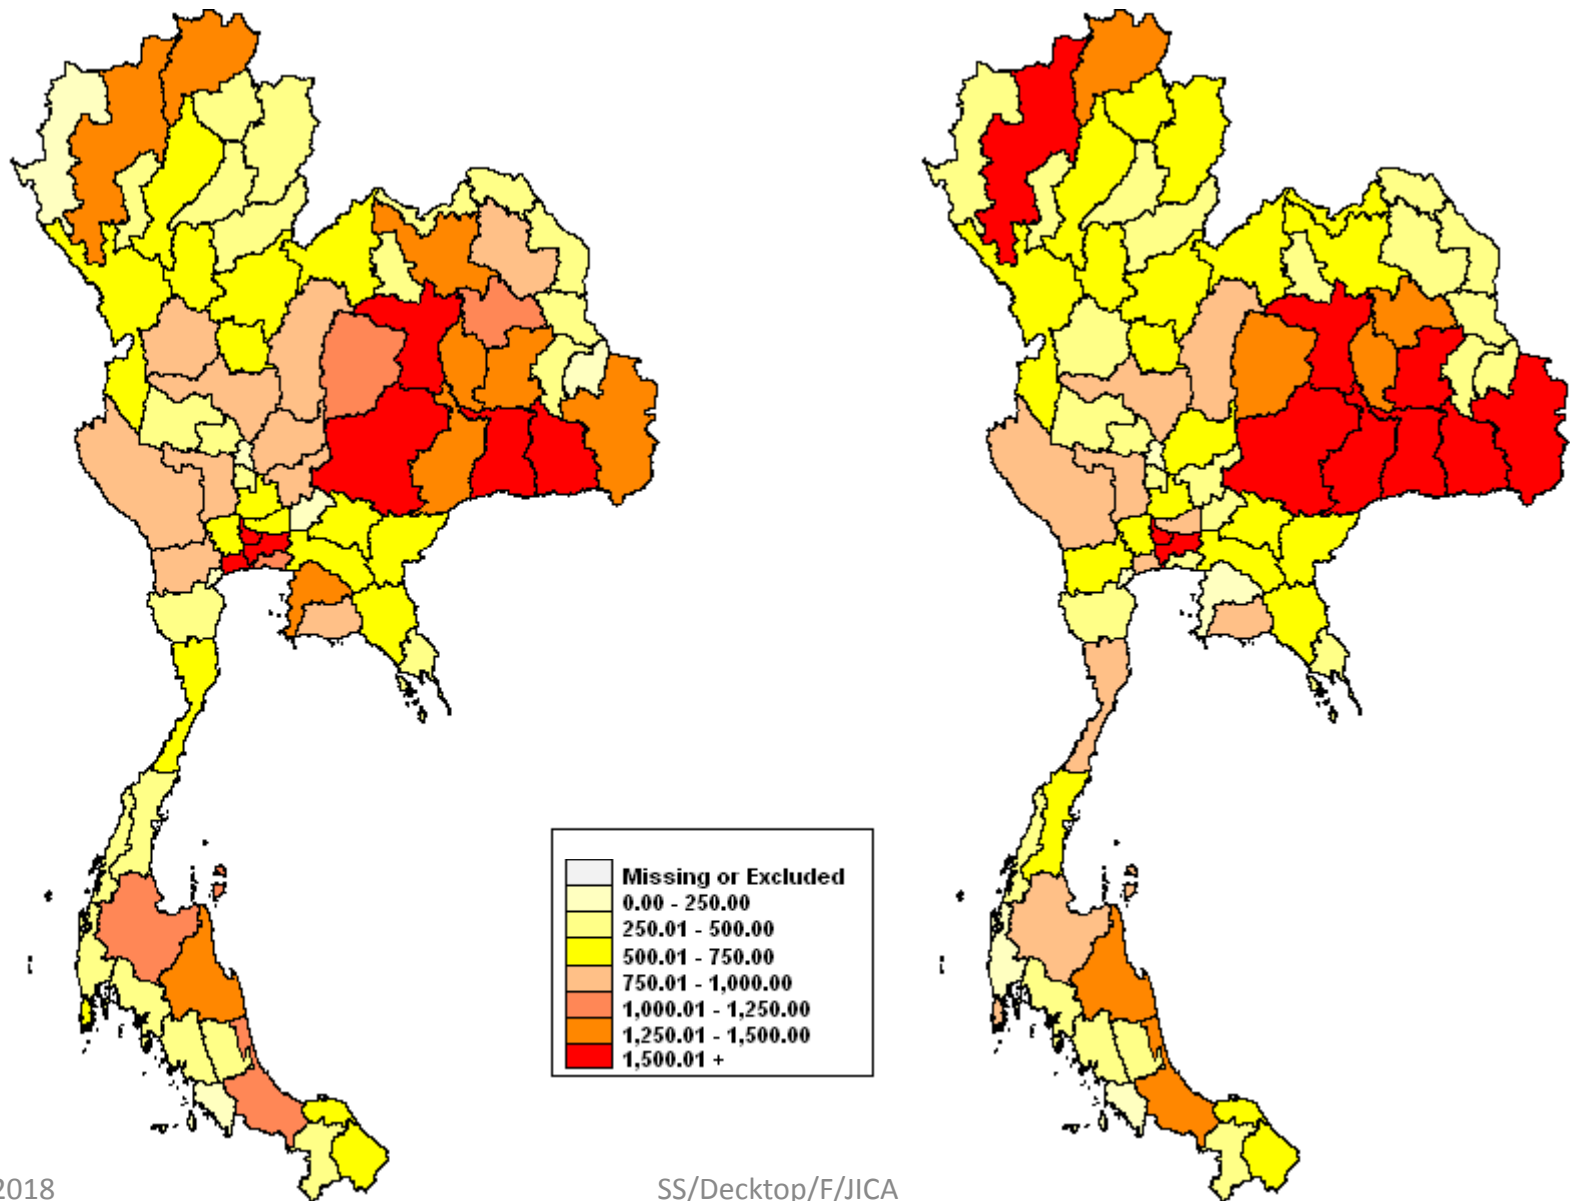 Missing or Excluded
0.00 - 250.00
250.01 - 500.00
500.01 - 750.00
750.01 - 1,000.00
1,000.01 - 1,250.00
1,250.01 - 1,500.00
1,500.01 +
2018
SS/Decktop/F/JICA